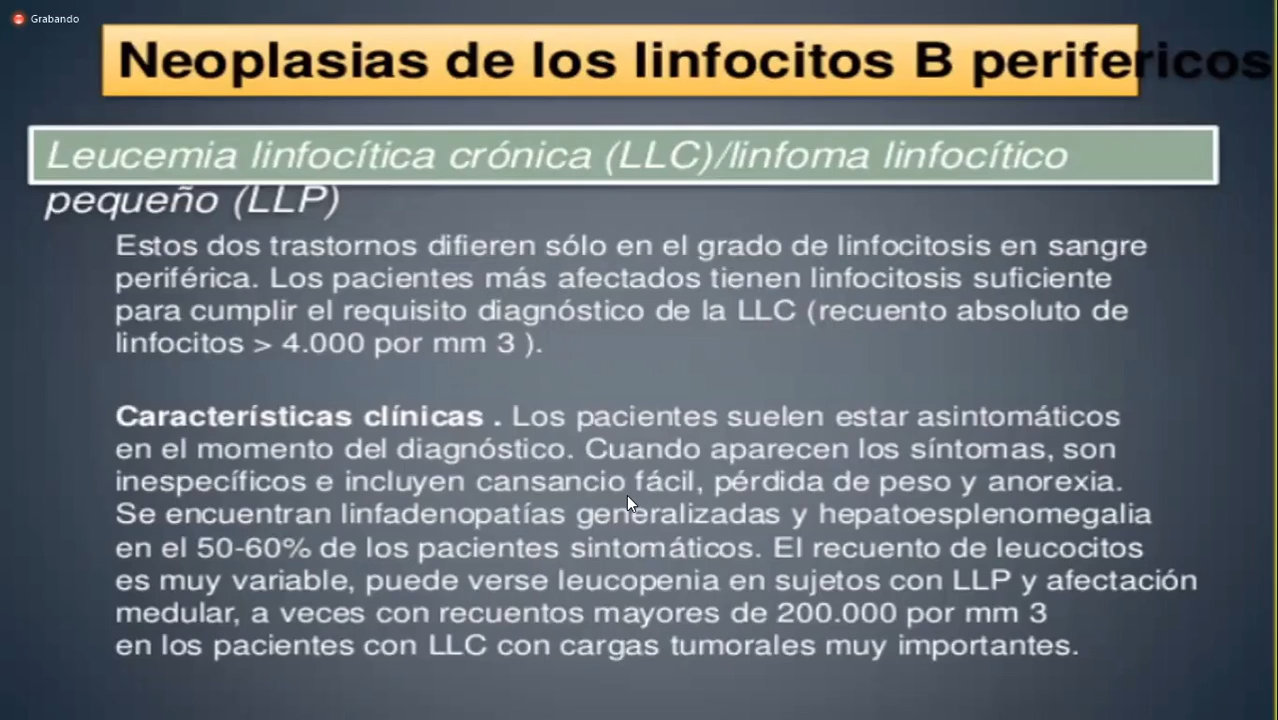 Grabando
Neoplasias de los linfocitos B perifericos
Leucemia linfocítica crónica (LLC)/linfoma linfocítico
pequeño (LLP)
Estos dos trastornos difieren sólo en el grado de linfocitosis en sangre
periférica. Los pacientes más afectados tienen linfocitosis suficiente
para cumplir el requisito diagnóstico de la LLC (recuento absoluto de
linfocitos > 4.000 por mm 3 ).
Características clínicas . Los pacientes suelen estar asintomáticos
en el momento del diagnóstico. Cuando aparecen los síntomas, son
inespecíficos e incluyen cansancio fácil, pérdida de peso y anorexia.
Se encuentran linfadenopatías generalizadas y hepatoesplenomegalia
en el 50-60% de los pacientes sintomáticos. El recuento de leucocitos
es muy variable, puede verse leucopenia en sujetos con LLP y afectación
medular, a veces con recuentos mayores de 200.000 por mm 3
en los pacientes con LLC con cargas tumorales muy importantes.